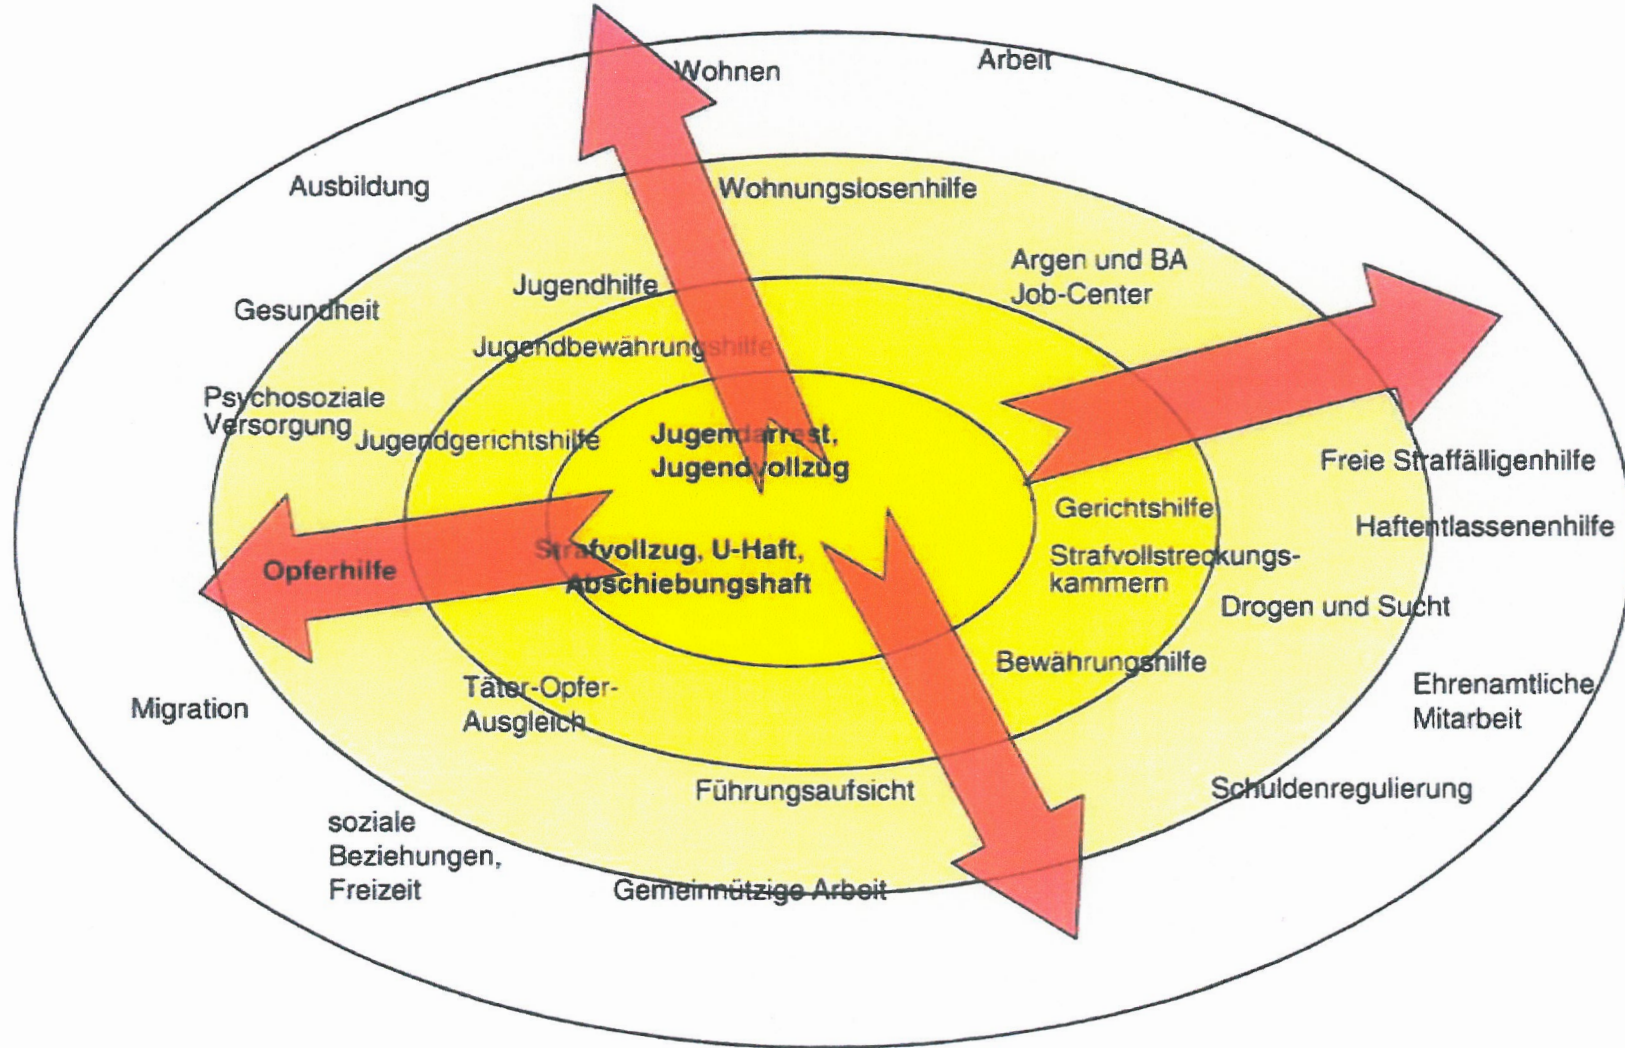 Wohnen
Arbeit
Ausbildung
Wohnungslosenhilfe
Argen und BA
Job-Center
Jugendhilfe
Gesundheit
Jugendbewährungshilfe
Psychosoziale
Versorgung
Jugendgerichtshilfe
Jugendarrest,
Jugendvollzug
Freie Straffälligenhilfe
Gerichtshilfe
Haftentlassenenhilfe
Strafvollzug, U-Haft,
Abschiebungshaft
Strafvollstreckungs-
kammern
Opferhilfe
Drogen und Sucht
Bewährungshilfe
Täter-Opfer-
Ausgleich
Migration
Ehrenamtliche
Mitarbeit
Führungsaufsicht
Schuldenregulierung
soziale
Beziehungen,
Freizeit
Gemeinnützige Arbeit